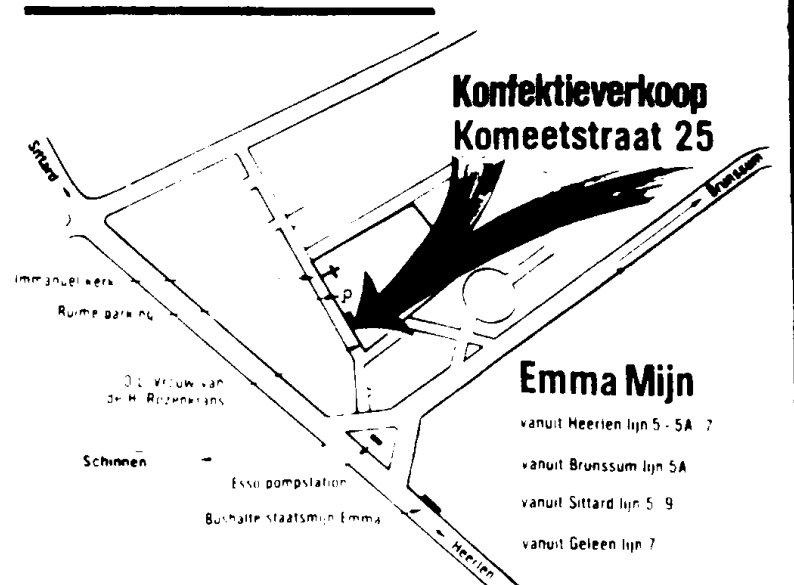 Konfektieverkoop
Komeetstraat 25
Sittard
Brunssum
Immanuel kerk
Ruime parking
P
O.L. Vrouw van
de H. Rozenkrans
Emma Mijn
vanuit Heerlen lijn 5 - 5A 7
vanuit Brunssum lijn 5A
Schinnen
Esso pompstation
vanuit Sittard lijn 5 9
Bushalte staatsmijn Emma
Heerlen
vanuit Geleen lijn 7